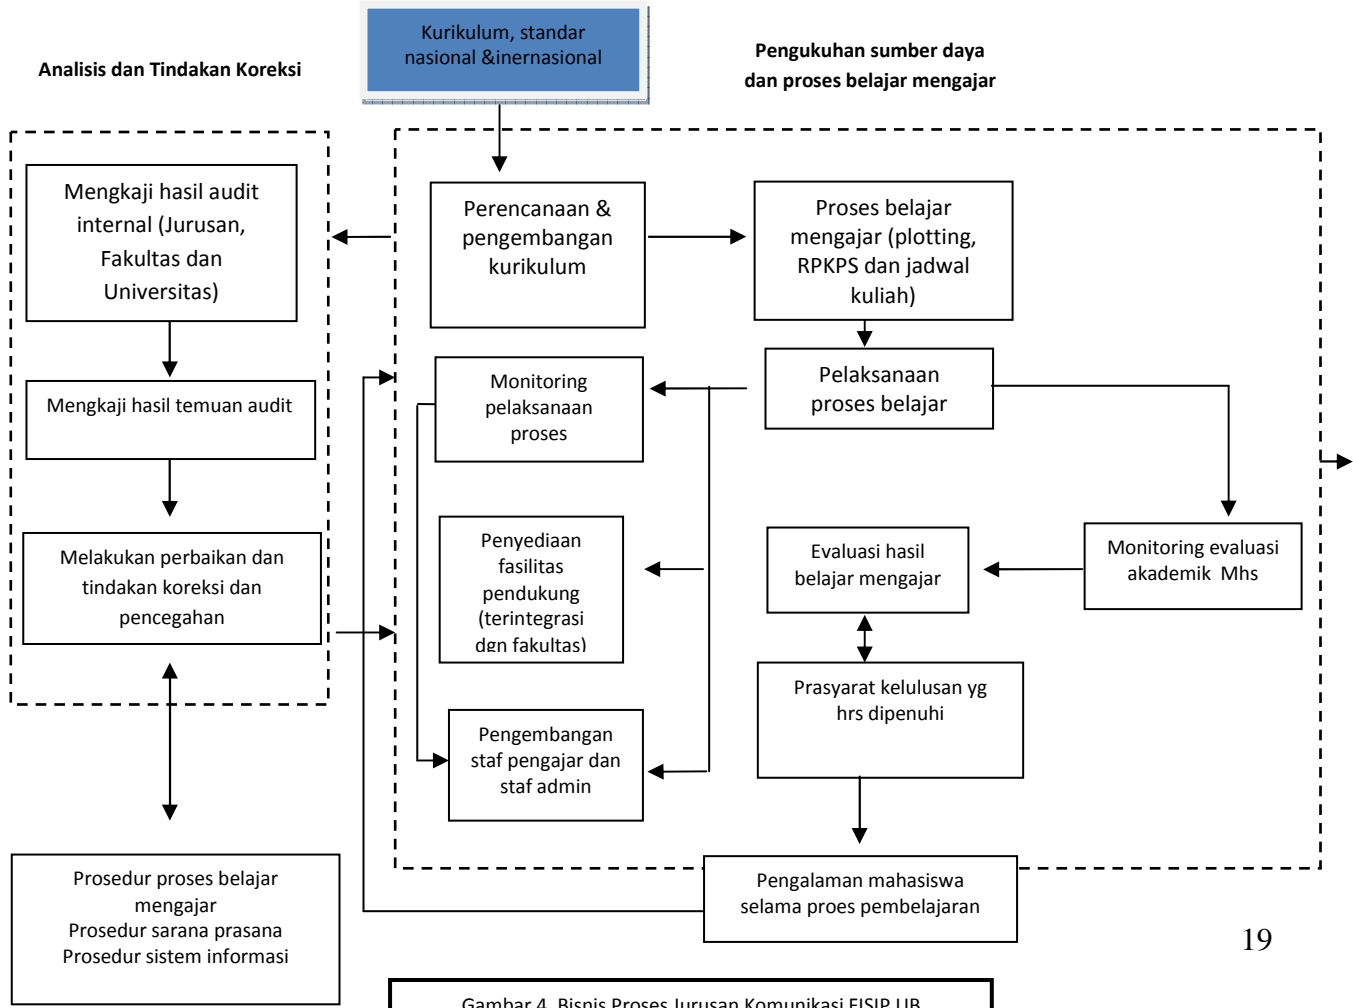 Kurikulum, standar
nasional &inernasional
Analisis dan Tindakan Koreksi
Pengukuhan sumber daya
dan proses belajar mengajar
Mengkaji hasil audit
internal (Jurusan,
Fakultas dan
Universitas)
Mengkaji hasil temuan audit
Melakukan perbaikan dan
tindakan koreksi dan
pencegahan
Prosedur proses belajar
mengajar
Prosedur sarana prasana
Prosedur sistem informasi
Perencanaan &
pengembangan
kurikulum
Proses belajar
mengajar (plotting,
RPKPS dan jadwal
kuliah)
Monitoring
pelaksanaan
proses
Pelaksanaan
proses belajar
Penyediaan
fasilitas
pendukung
(terintegrasi
dgn fakultas)
Evaluasi hasil
belajar mengajar
Monitoring evaluasi
akademik  Mhs
Pengembangan
staf pengajar dan
staf admin
Prasyarat kelulusan yg
hrs dipenuhi
Pengalaman mahasiswa
selama proes pembelajaran
19
Gambar 4. Bisnis Proses Jurusan Komunikasi FISIP UB